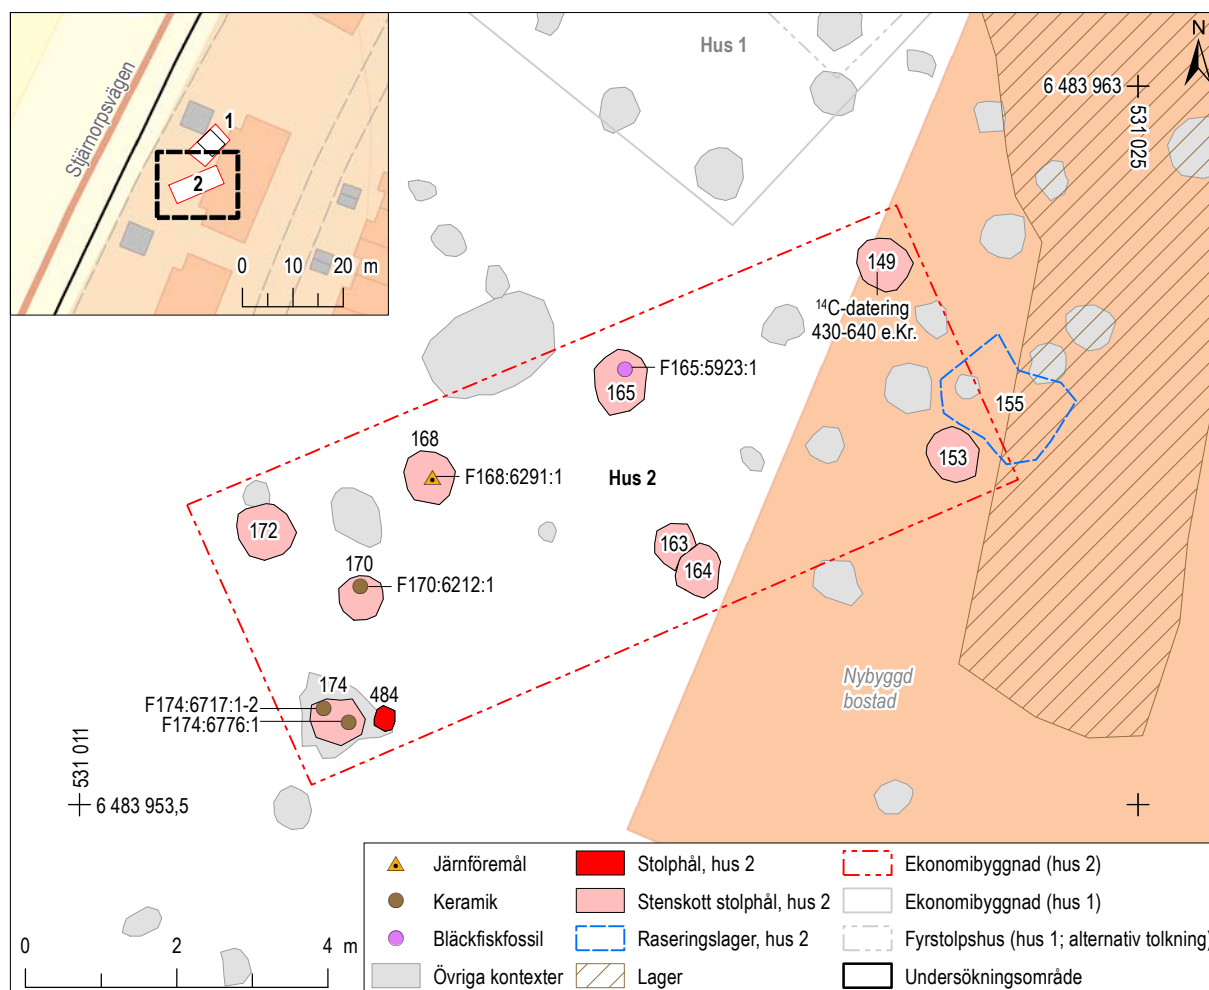 Stjärnorpsvägen
1
2
0 10 20 m
Hus 1
N
6 483 963
531 025
149
¹⁴C-datering
430-640 e.Kr.
F165:5923:1
165
155
168
F168:6291:1
Hus 2
153
172
163
164
170
F170:6212:1
174
484
F174:6717:1-2
F174:6776:1
Nybyggd
bostad
531 011
6 483 953,5
0 2 4 m
Järnföremål
Keramik
Bläckfiskfossil
Övriga kontexter
Stolphål, hus 2
Stenskott stolphål, hus 2
Raseringslager, hus 2
Lager
Ekonomibyggnad (hus 2)
Ekonomibyggnad (hus 1)
Fyrstolpshus (hus 1; alternativ tolkning)
Undersökningsområde